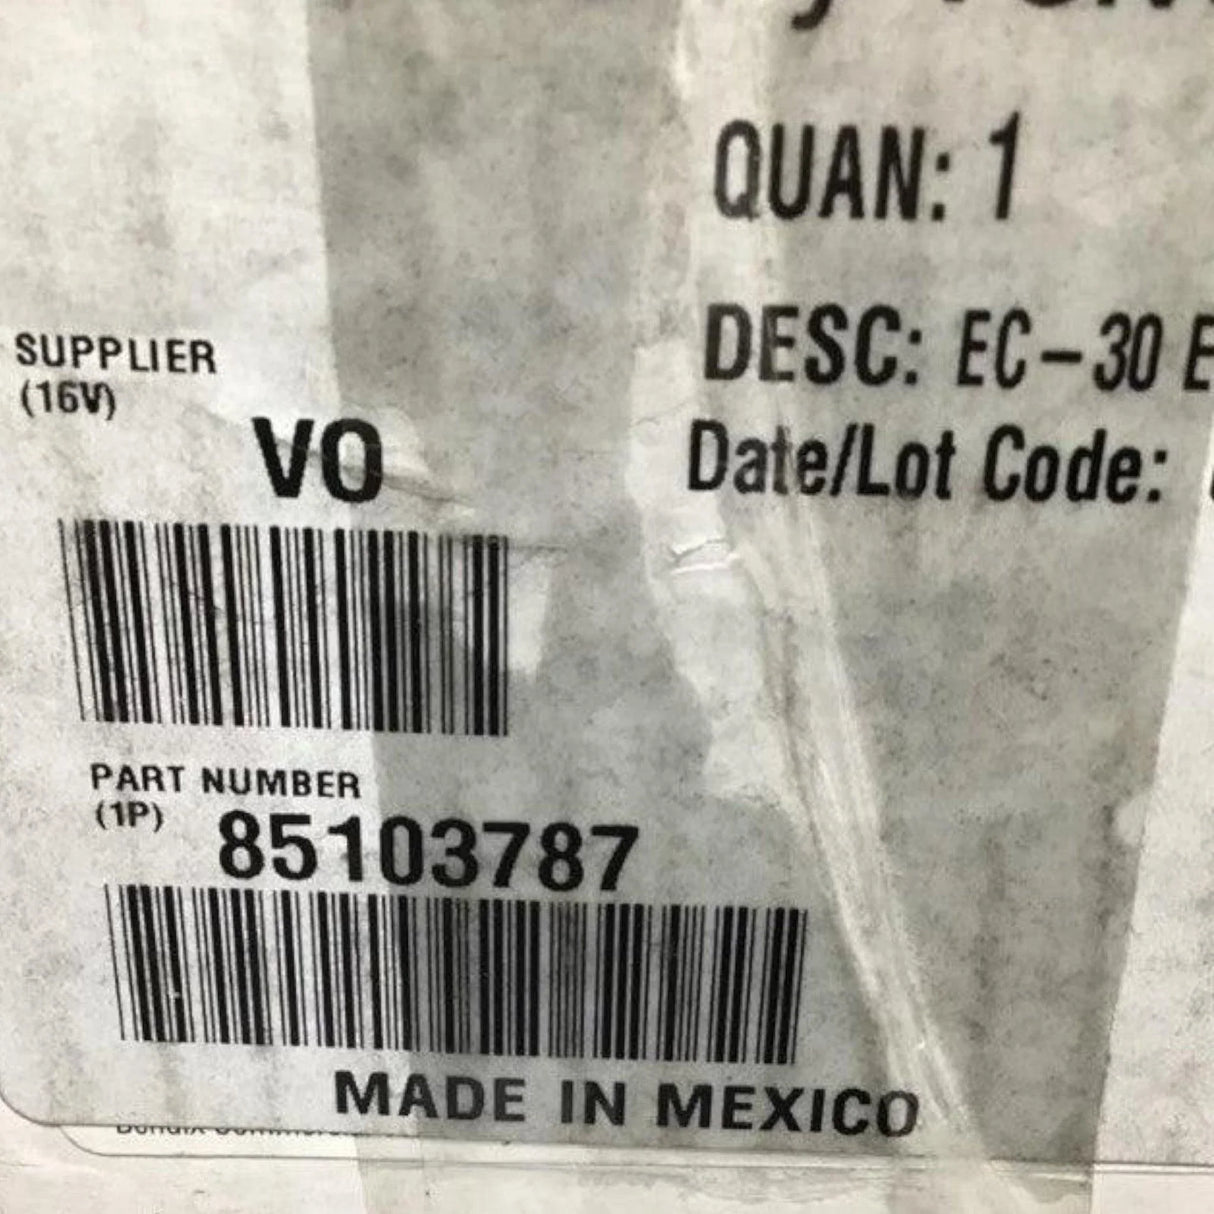 QUAN: 1
SUPPLIER
(16V)
VO
DESC: EC-30 E
Date/Lot Code:
PART NUMBER
(1P)
85103787
MADE IN MEXICO